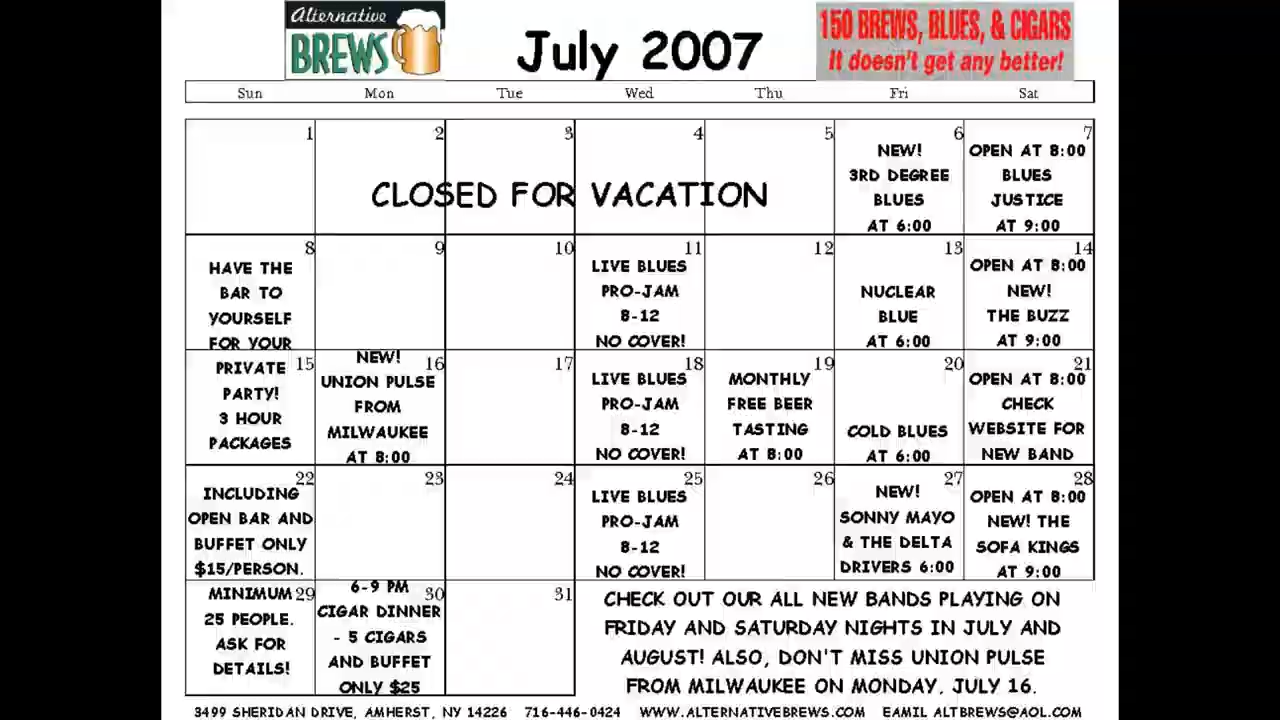 Alternative
BREWS
July 2007
150 BREWS, BLUES, & CIGARS
It doesn't get any better!
Sun Mon Tue Wed Thu Fri Sat
1 2 3 4 5 6 7
CLOSED FOR VACATION
NEW!
3RD DEGREE
BLUES
AT 6:00
OPEN AT 8:00
BLUES
JUSTICE
AT 9:00
8 9 10 11 12 13 14
HAVE THE
BAR TO
YOURSELF
FOR YOUR
LIVE BLUES
PRO-JAM
8-12
NO COVER!
NUCLEAR
BLUE
AT 6:00
OPEN AT 8:00
NEW!
THE BUZZ
AT 9:00
15 16 17 18 19 20 21
PRIVATE
PARTY!
3 HOUR
PACKAGES
NEW!
UNION PULSE
FROM
MILWAUKEE
AT 8:00
LIVE BLUES
PRO-JAM
8-12
NO COVER!
MONTHLY
FREE BEER
TASTING
AT 8:00
COLD BLUES
AT 6:00
OPEN AT 8:00
CHECK
WEBSITE FOR
NEW BAND
22 23 24 25 26 27 28
INCLUDING
OPEN BAR AND
BUFFET ONLY
$15/PERSON.
LIVE BLUES
PRO-JAM
8-12
NO COVER!
NEW!
SONNY MAYO
& THE DELTA
DRIVERS 6:00
OPEN AT 8:00
NEW! THE
SOFA KINGS
AT 9:00
29 30 31
MINIMUM
25 PEOPLE.
ASK FOR
DETAILS!
6-9 PM
CIGAR DINNER
- 5 CIGARS
AND BUFFET
ONLY $25
CHECK OUT OUR ALL NEW BANDS PLAYING ON
FRIDAY AND SATURDAY NIGHTS IN JULY AND
AUGUST! ALSO, DON'T MISS UNION PULSE
FROM MILWAUKEE ON MONDAY, JULY 16.
3499 SHERIDAN DRIVE, AMHERST, NY 14226 716-446-0424 WWW.ALTERNATIVEBREWS.COM EAMIL ALTBREWS@AOL.COM